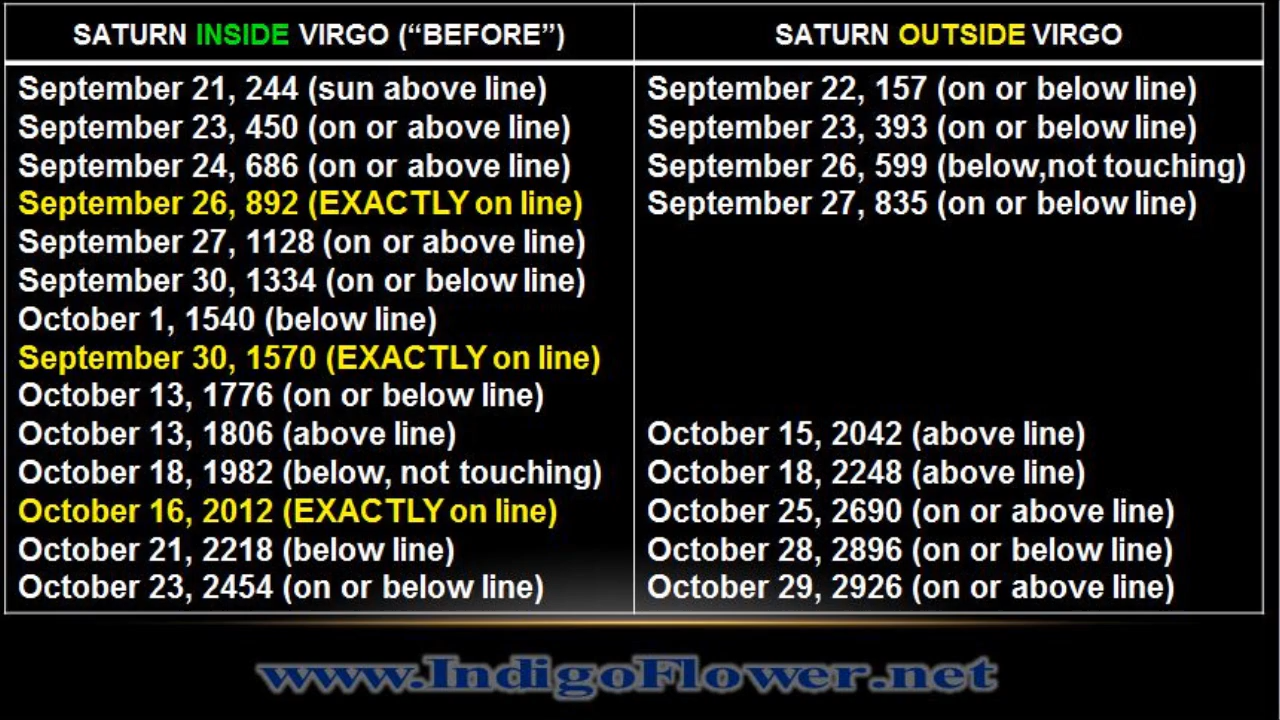 SATURN INSIDE VIRGO (“BEFORE”)
September 21, 244 (sun above line)
September 23, 450 (on or above line)
September 24, 686 (on or above line)
September 26, 892 (EXACTLY on line)
September 27, 1128 (on or above line)
September 30, 1334 (on or below line)
October 1, 1540 (below line)
September 30, 1570 (EXACTLY on line)
October 13, 1776 (on or below line)
October 13, 1806 (above line)
October 18, 1982 (below, not touching)
October 16, 2012 (EXACTLY on line)
October 21, 2218 (below line)
October 23, 2454 (on or below line)
SATURN OUTSIDE VIRGO
September 22, 157 (on or below line)
September 23, 393 (on or below line)
September 26, 599 (below,not touching)
September 27, 835 (on or below line)
October 15, 2042 (above line)
October 18, 2248 (above line)
October 25, 2690 (on or above line)
October 28, 2896 (on or below line)
October 29, 2926 (on or above line)
www.IndigoFlower.net